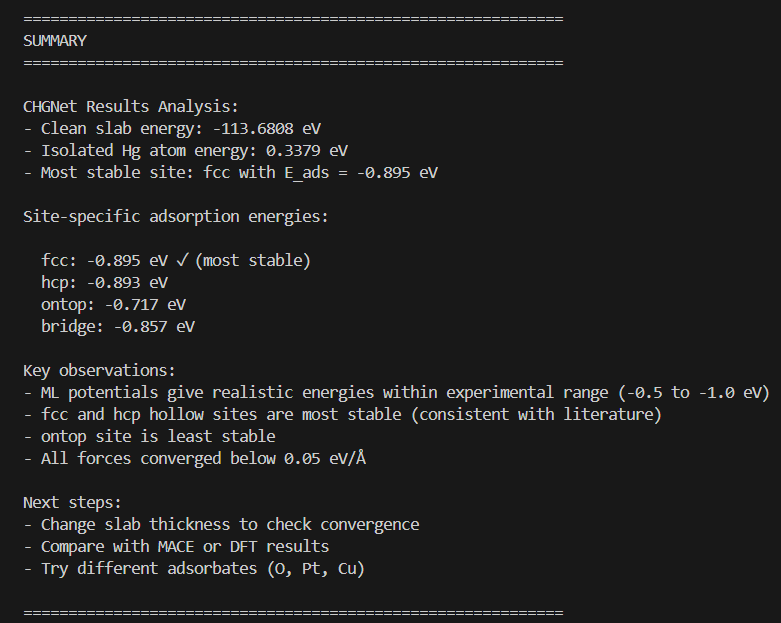 ============================================================
SUMMARY
============================================================
CHGNet Results Analysis:
- Clean slab energy: -113.6808 eV
- Isolated Hg atom energy: 0.3379 eV
- Most stable site: fcc with E_ads = -0.895 eV
Site-specific adsorption energies:
fcc: -0.895 eV ✓ (most stable)
hcp: -0.893 eV
ontop: -0.717 eV
bridge: -0.857 eV
Key observations:
- ML potentials give realistic energies within experimental range (-0.5 to -1.0 eV)
- fcc and hcp hollow sites are most stable (consistent with literature)
- ontop site is least stable
- All forces converged below 0.05 eV/Å
Next steps:
- Change slab thickness to check convergence
- Compare with MACE or DFT results
- Try different adsorbates (O, Pt, Cu)
============================================================